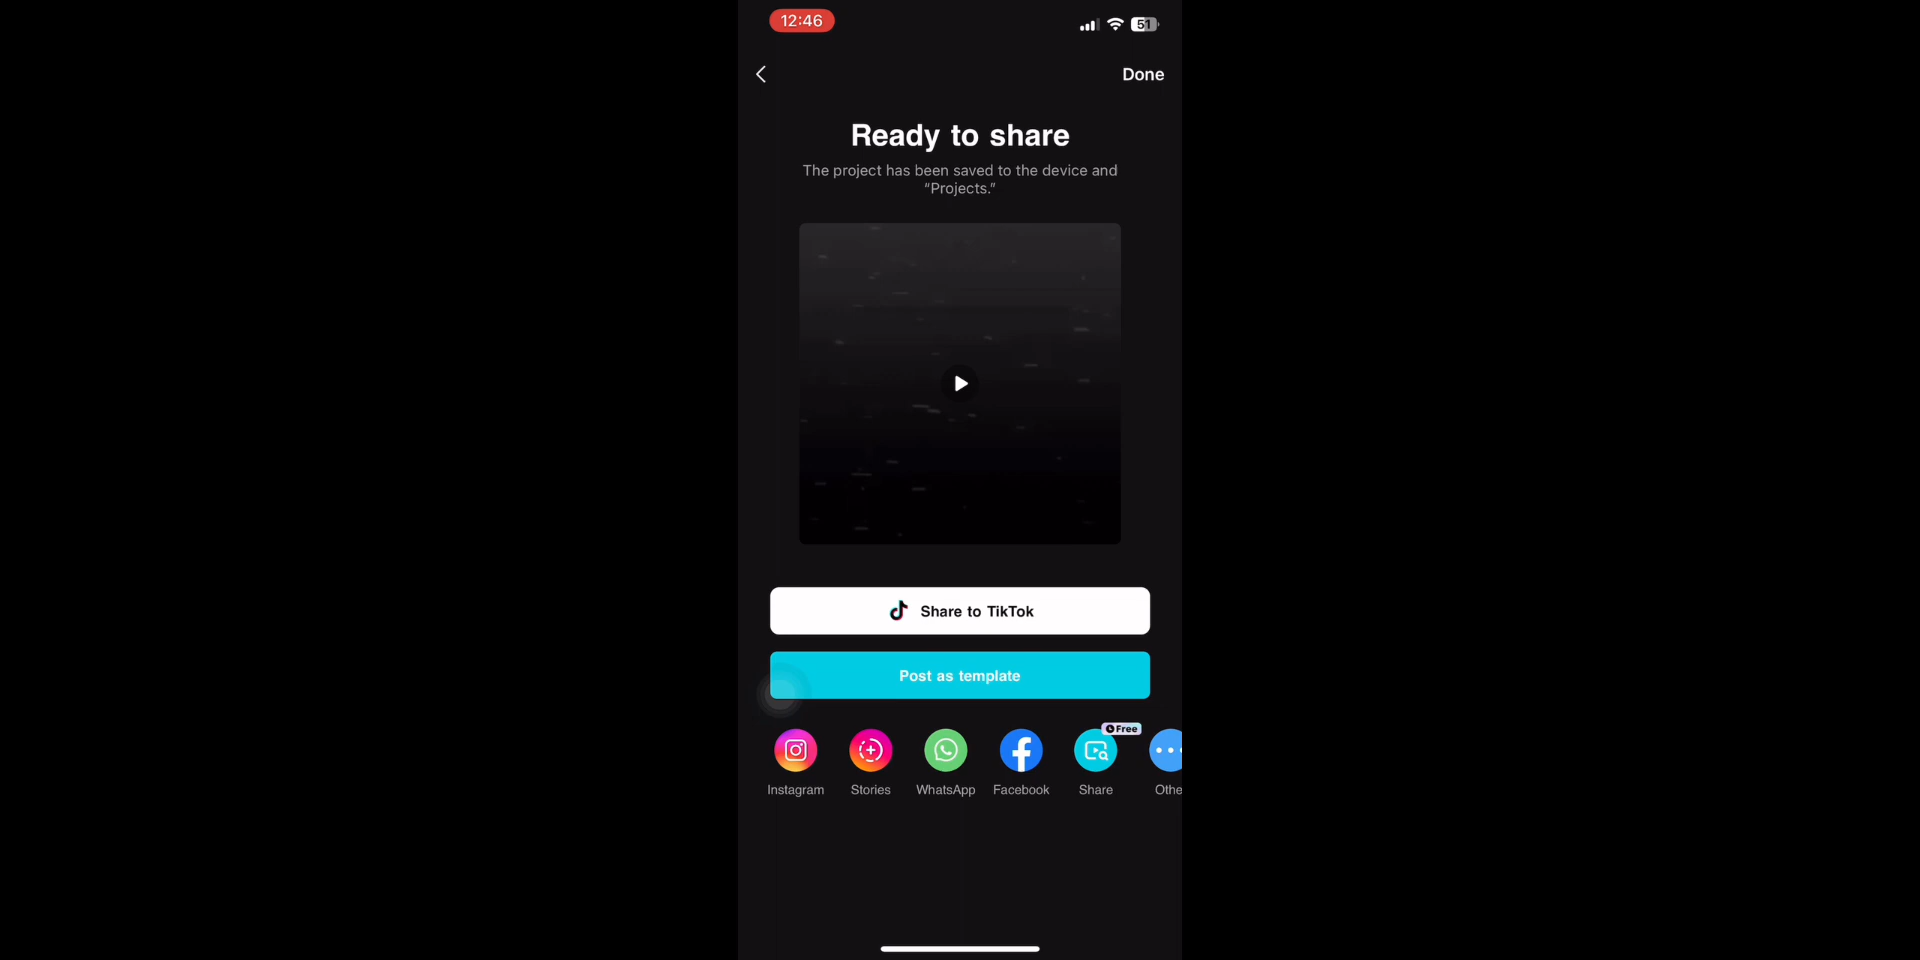 12:46
51
Done
Ready to share
The project has been saved to the device and
“Projects.”
Share to TikTok
Post as template
Free
Instagram
Stories
WhatsApp
Facebook
Share
Othe